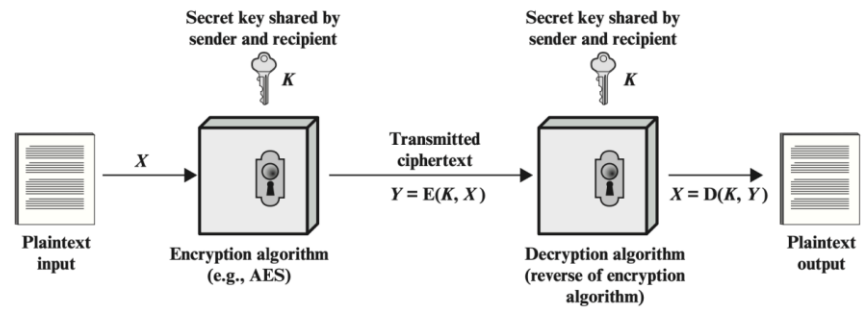 Secret key shared by
sender and recipient
K
Secret key shared by
sender and recipient
K
X
Transmitted
ciphertext
Y = E(K, X)
X = D(K, Y)
Plaintext
input
Encryption algorithm
(e.g., AES)
Decryption algorithm
(reverse of encryption
algorithm)
Plaintext
output